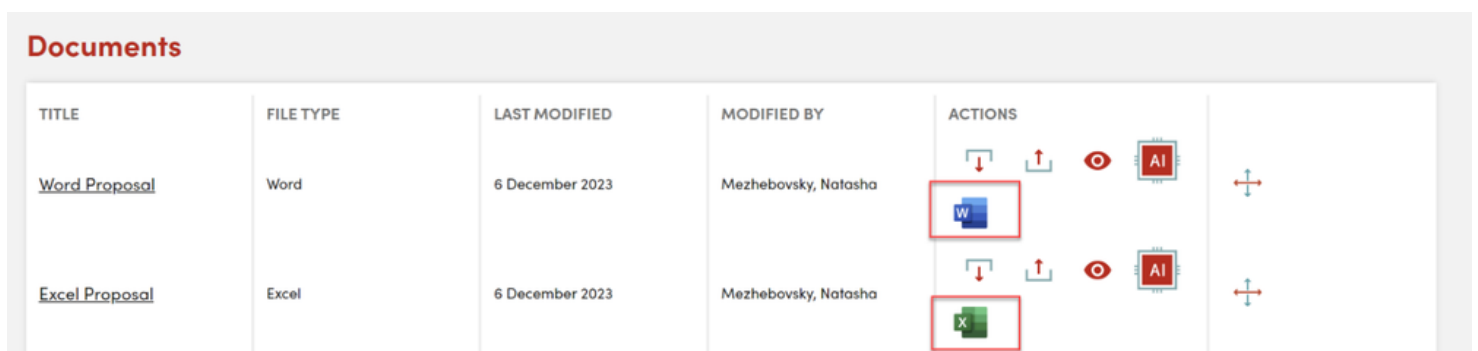 Documents
TITLE FILE TYPE LAST MODIFIED MODIFIED BY ACTIONS
AI
Word Proposal Word 6 December 2023 Mezhebovsky, Natasha
W
AI
Excel Proposal Excel 6 December 2023 Mezhebovsky, Natasha
X